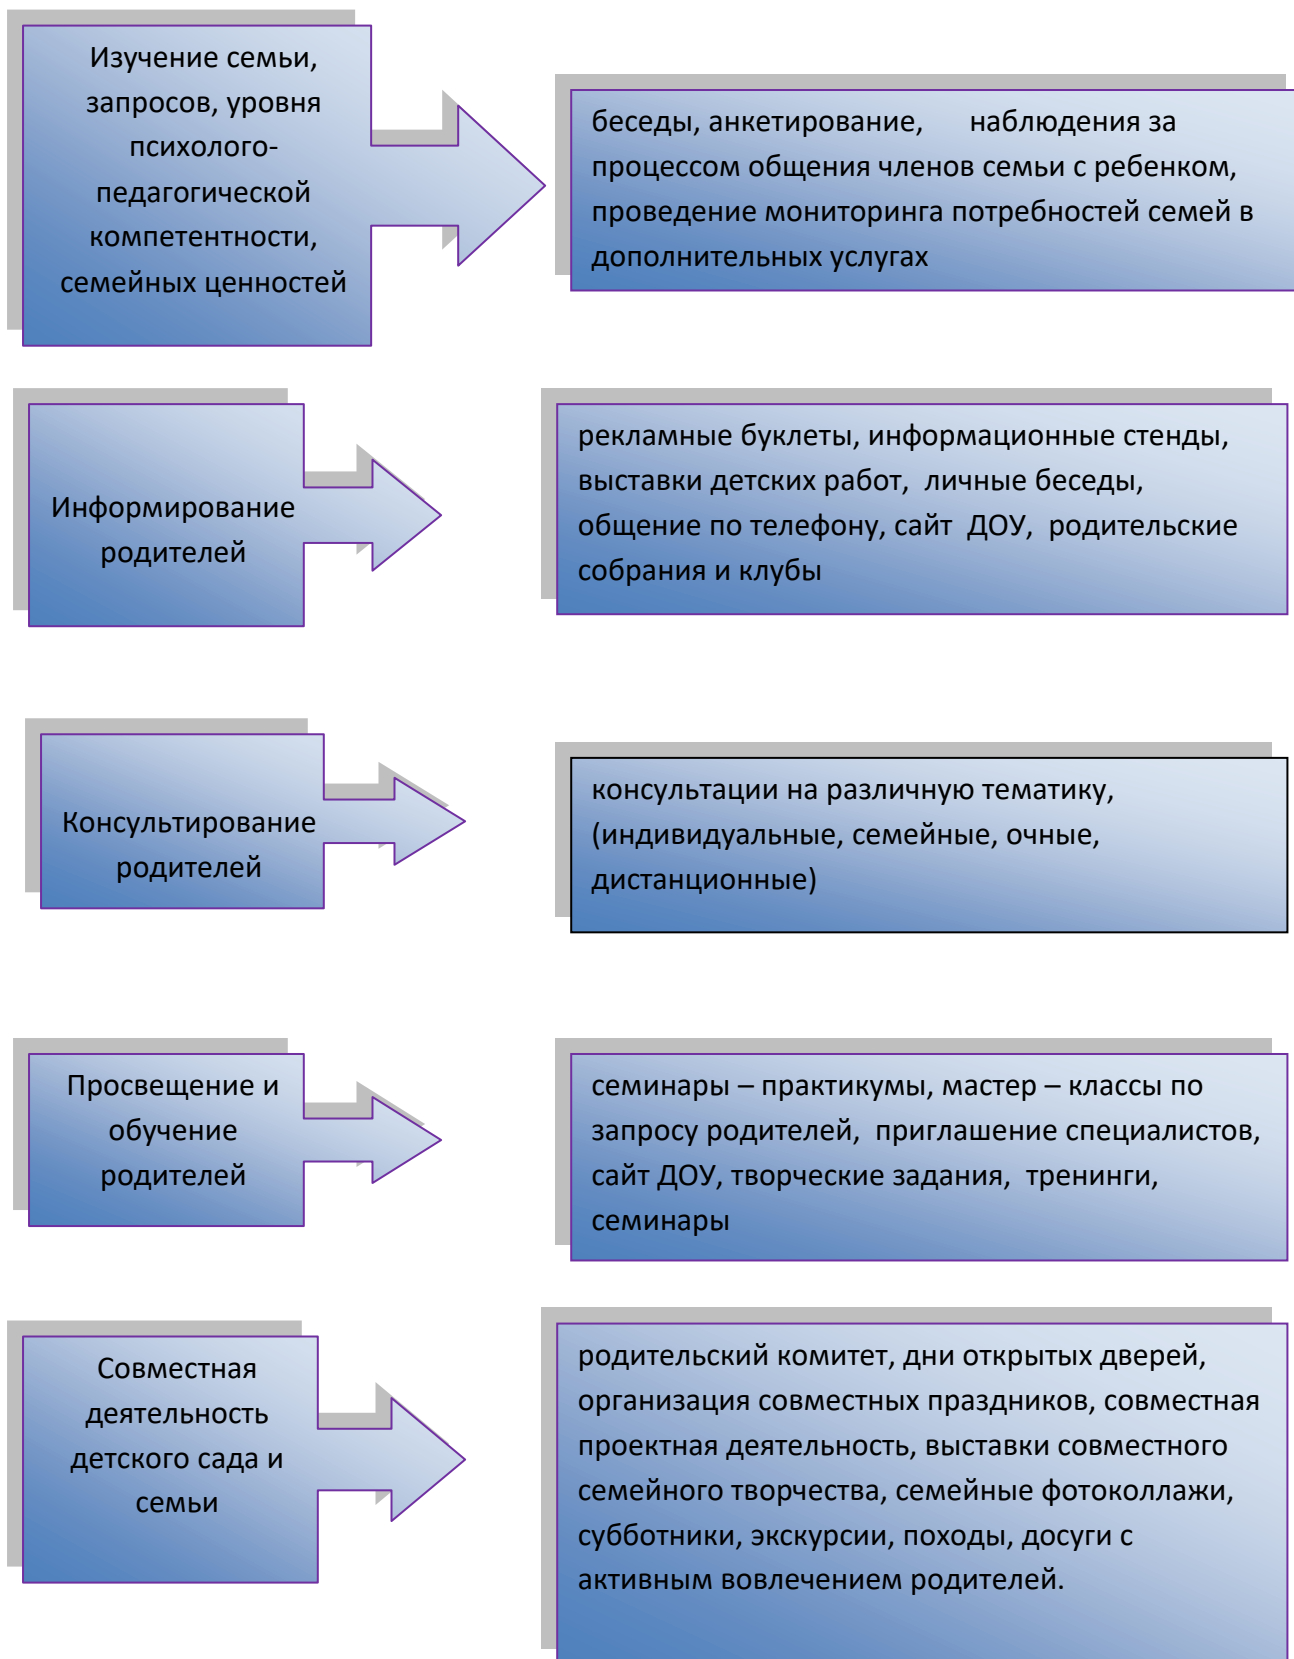 Изучение семьи,
запросов, уровня
психолого-
педагогической
компетентности,
семейных ценностей
беседы, анкетирование, наблюдения за
процессом общения членов семьи с ребенком,
проведение мониторинга потребностей семей в
дополнительных услугах
Информирование
родителей
рекламные буклеты, информационные стенды,
выставки детских работ, личные беседы,
общение по телефону, сайт ДОУ, родительские
собрания и клубы
Консультирование
родителей
консультации на различную тематику,
(индивидуальные, семейные, очные,
дистанционные)
Просвещение и
обучение
родителей
семинары – практикумы, мастер – классы по
запросу родителей, приглашение специалистов,
сайт ДОУ, творческие задания, тренинги,
семинары
Совместная
деятельность
детского сада и
семьи
родительский комитет, дни открытых дверей,
организация совместных праздников, совместная
проектная деятельность, выставки совместного
семейного творчества, семейные фотоколлажи,
субботники, экскурсии, походы, досуги с
активным вовлечением родителей.